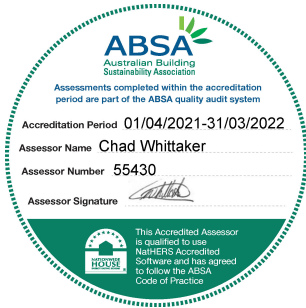 ABSA
Australian Building
Sustainability Association
Assessments completed within the accreditation
period are part of the ABSA quality audit system
Accreditation Period 01/04/2021-31/03/2022
Assessor Name Chad Whittaker
Assessor Number 55430
Assessor Signature
This Accredited Assessor
is qualified to use
NatHERS Accredited
Software and has agreed
to follow the ABSA
Code of Practice
NATIONWIDE
HOUSE